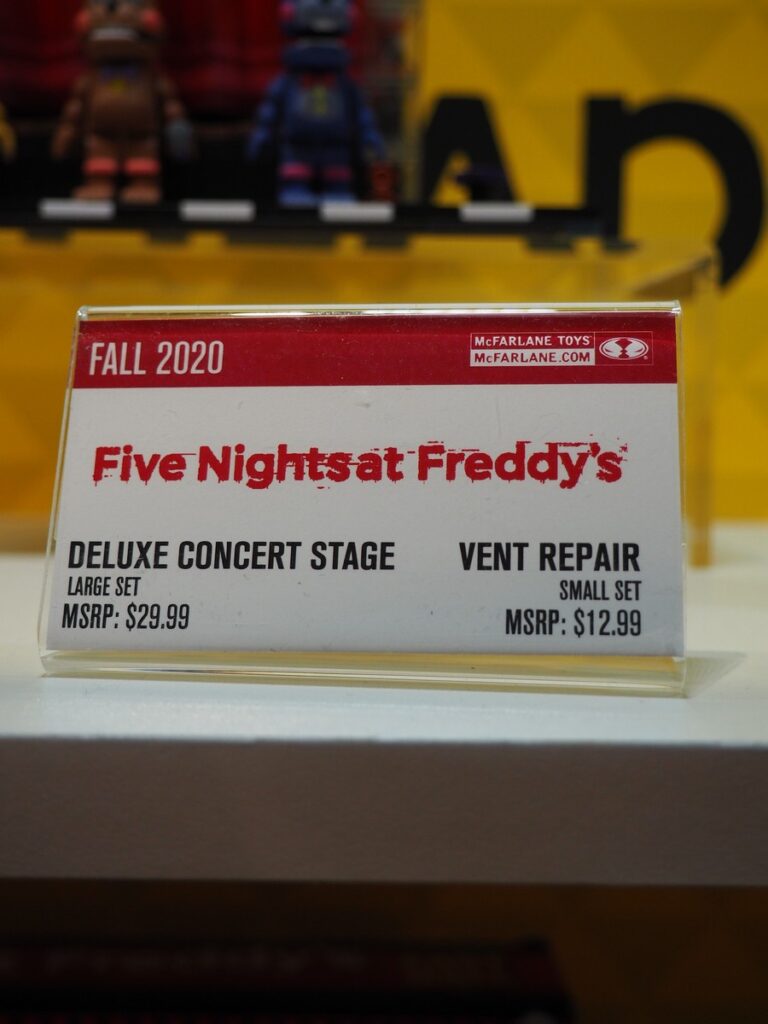 FALL 2020
McFARLANE TOYS
McFARLANE.COM
Five Nightsat Freddy's
DELUXE CONCERT STAGE
LARGE SET
MSRP: $29.99
VENT REPAIR
SMALL SET
MSRP: $12.99